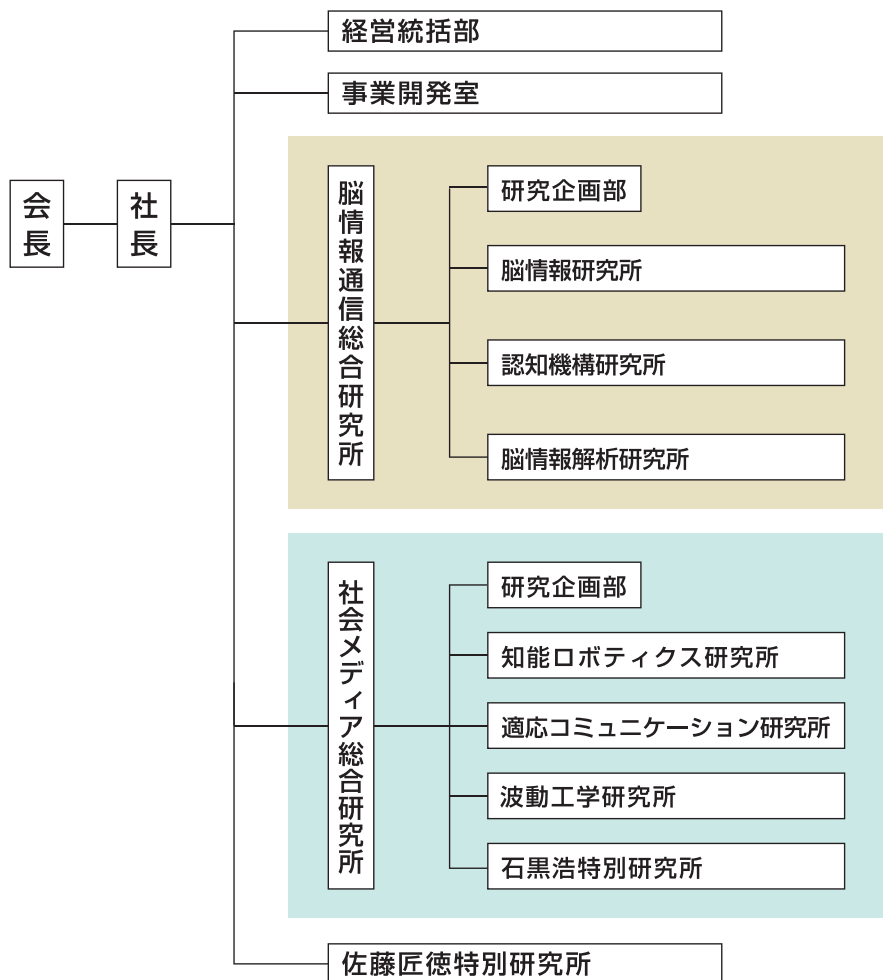 会長
社長
経営統括部
事業開発室
脳情報通信総合研究所
研究企画部
脳情報研究所
認知機構研究所
脳情報解析研究所
社会メディア総合研究所
研究企画部
知能ロボティクス研究所
適応コミュニケーション研究所
波動工学研究所
石黒浩特別研究所
佐藤匠徳特別研究所